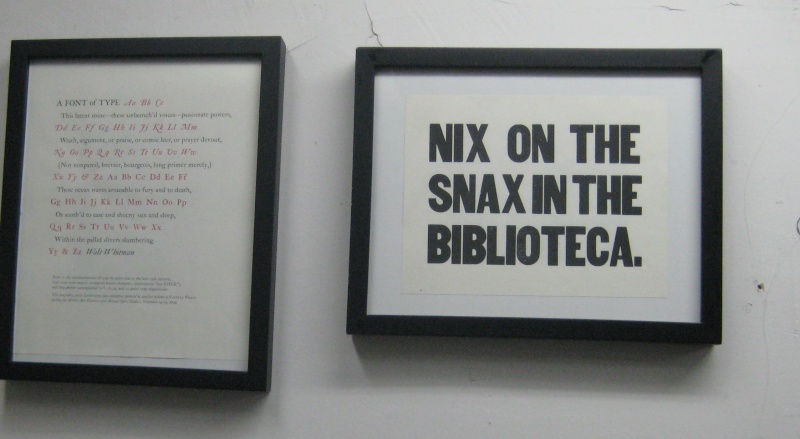 A FONT of TYPE Aa Bb Cc
This latent mine—these unlaunch'd voices—passionate powers,
Dd Ee Ff Gg Hh Ii Jj Kk Ll Mm
Wrath, argument, or praise, or comic leer, or prayer devout,
Nn Oo Pp Qq Rr Ss Tt Uu Vv Ww
(Not nonpareil, brevier, bourgeois, long primer merely,)
Xx Yy & Zz Aa Bb Cc Dd Ee Ff
These ocean waves arousable to fury and to death,
Gg Hh Ii Jj Kk Ll Mm Nn Oo Pp
Or sooth'd to ease and sheeny sun and sleep,
Qq Rr Ss Tt Uu Vv Ww Xx
Within the pallid slivers slumbering
Yy & Zz Walt Whitman
NIX ON THE
SNAX IN THE
BIBLIOTECA.